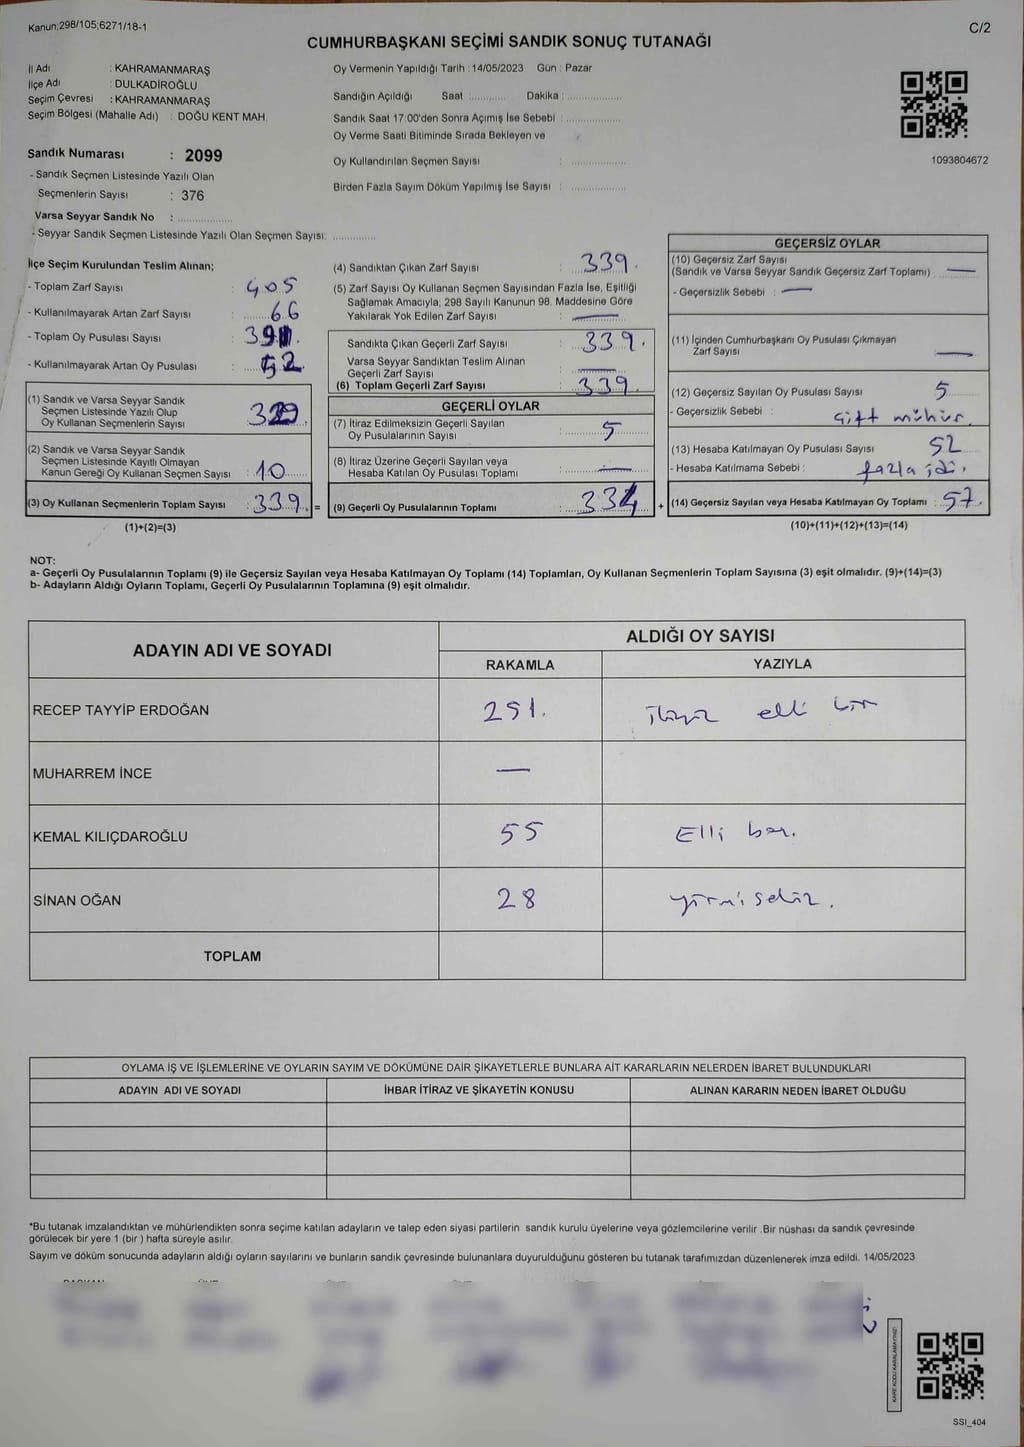 Kanun;298/105;6271/18-1
C/2
CUMHURBAŞKANI SEÇİMİ SANDIK SONUÇ TUTANAĞI
İl Adı : KAHRAMANMARAŞ
İlçe Adı : DULKADİROĞLU
Seçim Çevresi : KAHRAMANMARAŞ
Seçim Bölgesi (Mahalle Adı) : DOĞU KENT MAH.
Sandık Numarası : 2099
- Sandık Seçmen Listesinde Yazılı Olan
Seçmenlerin Sayısı : 376
Varsa Seyyar Sandık No : ..............
- Seyyar Sandık Seçmen Listesinde Yazılı Olan Seçmen Sayısı: ............
Oy Vermenin Yapıldığı Tarih : 14/05/2023 Gün : Pazar
Sandığın Açıldığı Saat ........... Dakika : ...............
Sandık Saat 17:00'den Sonra Açımış İse Sebebi : ...............
Oy Verme Saati Bitiminde Sırada Bekleyen ve
Oy Kullandırılan Seçmen Sayısı : ...............
Birden Fazla Sayım Döküm Yapılmış İse Sayısı : ...............
1093804672
İlçe Seçim Kurulundan Teslim Alınan;
- Toplam Zarf Sayısı : 405
- Kullanılmayarak Artan Zarf Sayısı : 66
- Toplam Oy Pusulası Sayısı : 391.
- Kullanılmayarak Artan Oy Pusulası : 52
(1) Sandık ve Varsa Seyyar Sandık
Seçmen Listesinde Yazılı Olup
Oy Kullanan Seçmenlerin Sayısı : 329.
(2) Sandık ve Varsa Seyyar Sandık
Seçmen Listesinde Kayıtlı Olmayan
Kanun Gereği Oy Kullanan Seçmen Sayısı : 10
(3) Oy Kullanan Seçmenlerin Toplam Sayısı : 339. =
(1)+(2)=(3)
(4) Sandıktan Çıkan Zarf Sayısı : 339.
(5) Zarf Sayısı Oy Kullanan Seçmen Sayısından Fazla İse, Eşitliği
Sağlamak Amacıyla; 298 Sayılı Kanunun 98. Maddesine Göre
Yakılarak Yok Edilen Zarf Sayısı : —
Sandıkta Çıkan Geçerli Zarf Sayısı : 339.
Varsa Seyyar Sandıktan Teslim Alınan
Geçerli Zarf Sayısı : —
(6) Toplam Geçerli Zarf Sayısı : 339.
GEÇERLİ OYLAR
(7) İtiraz Edilmeksizin Geçerli Sayılan
Oy Pusulalarının Sayısı : 5
(8) İtiraz Üzerine Geçerli Sayılan veya
Hesaba Katılan Oy Pusulası Toplamı : —
(9) Geçerli Oy Pusulalarının Toplamı : 334 +
GEÇERSİZ OYLAR
(10) Geçersiz Zarf Sayısı
(Sandık ve Varsa Seyyar Sandık Geçersiz Zarf Toplamı) : —
- Geçersizlik Sebebi : —
(11) İçinden Cumhurbaşkanı Oy Pusulası Çıkmayan
Zarf Sayısı : —
(12) Geçersiz Sayılan Oy Pusulası Sayısı : 5
- Geçersizlik Sebebi : Çift mühür.
(13) Hesaba Katılmayan Oy Pusulası Sayısı : 52
- Hesaba Katılmama Sebebi : fazla idi.
(14) Geçersiz Sayılan veya Hesaba Katılmayan Oy Toplamı : 57.
(10)+(11)+(12)+(13)=(14)
NOT:
a- Geçerli Oy Pusulalarının Toplamı (9) ile Geçersiz Sayılan veya Hesaba Katılmayan Oy Toplamı (14) Toplamları, Oy Kullanan Seçmenlerin Toplam Sayısına (3) eşit olmalıdır. (9)+(14)=(3)
b- Adayların Aldığı Oyların Toplamı, Geçerli Oy Pusulalarının Toplamına (9) eşit olmalıdır.
ADAYIN ADI VE SOYADI
ALDIĞI OY SAYISI
RAKAMLA YAZIYLA
RECEP TAYYİP ERDOĞAN 251. ikiyüz elli bir
MUHARREM İNCE —
KEMAL KILIÇDAROĞLU 55 Elli beş.
SİNAN OĞAN 28 yirmi sekiz.
TOPLAM
OYLAMA İŞ VE İŞLEMLERİNE VE OYLARIN SAYIM VE DÖKÜMÜNE DAİR ŞİKAYETLERLE BUNLARA AİT KARARLARIN NELERDEN İBARET BULUNDUKLARI
ADAYIN ADI VE SOYADI İHBAR İTİRAZ VE ŞİKAYETİN KONUSU ALINAN KARARIN NEDEN İBARET OLDUĞU
*Bu tutanak imzalandıktan ve mühürlendikten sonra seçime katılan adayların ve talep eden siyasi partilerin sandık kurulu üyelerine veya gözlemcilerine verilir .Bir nüshası da sandık çevresinde
görülecek bir yere 1 (bir ) hafta süreyle asılır.
Sayım ve döküm sonucunda adayların aldığı oyların sayılarını ve bunların sandık çevresinde bulunanlara duyurulduğunu gösteren bu tutanak tarafımızdan düzenlenerek imza edildi. 14/05/2023
KARE KODU KARALAMAYINIZ!
SSI_404